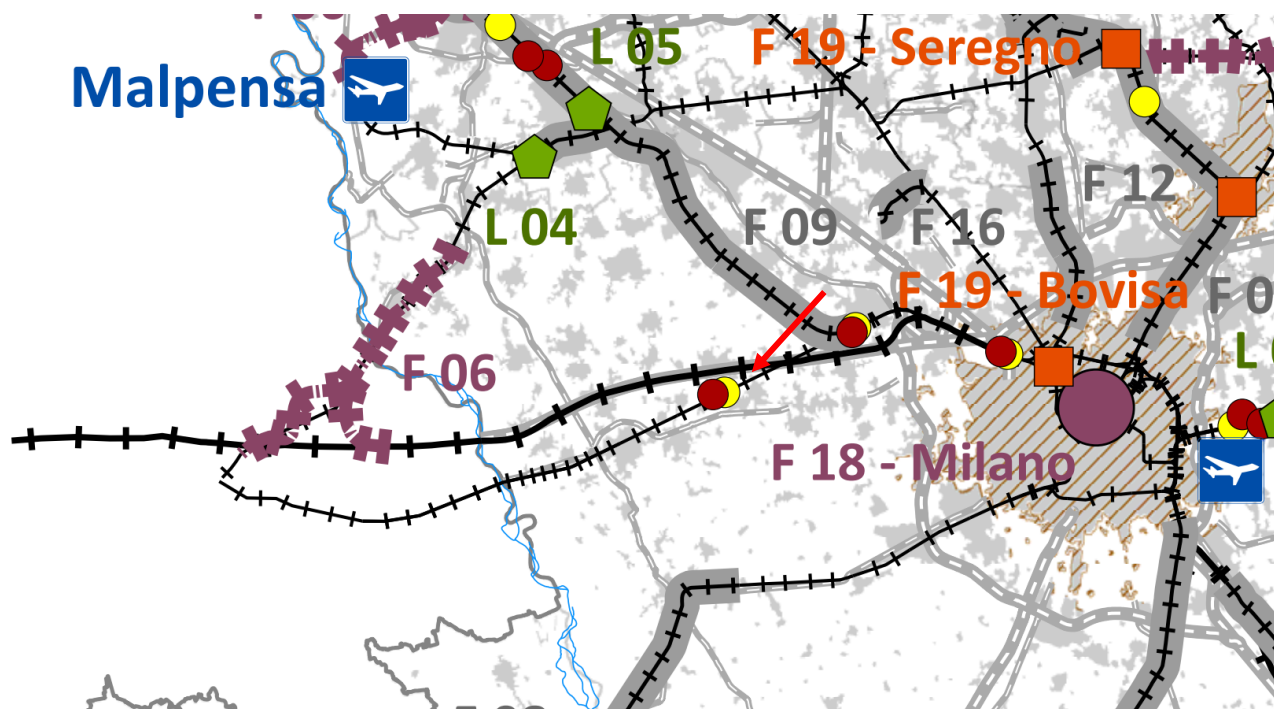 L 05
F 19 - Seregno
Malpensa
F 12
L 04
F 09
F 16
F 19 - Bovisa
F 06
F 18 - Milano